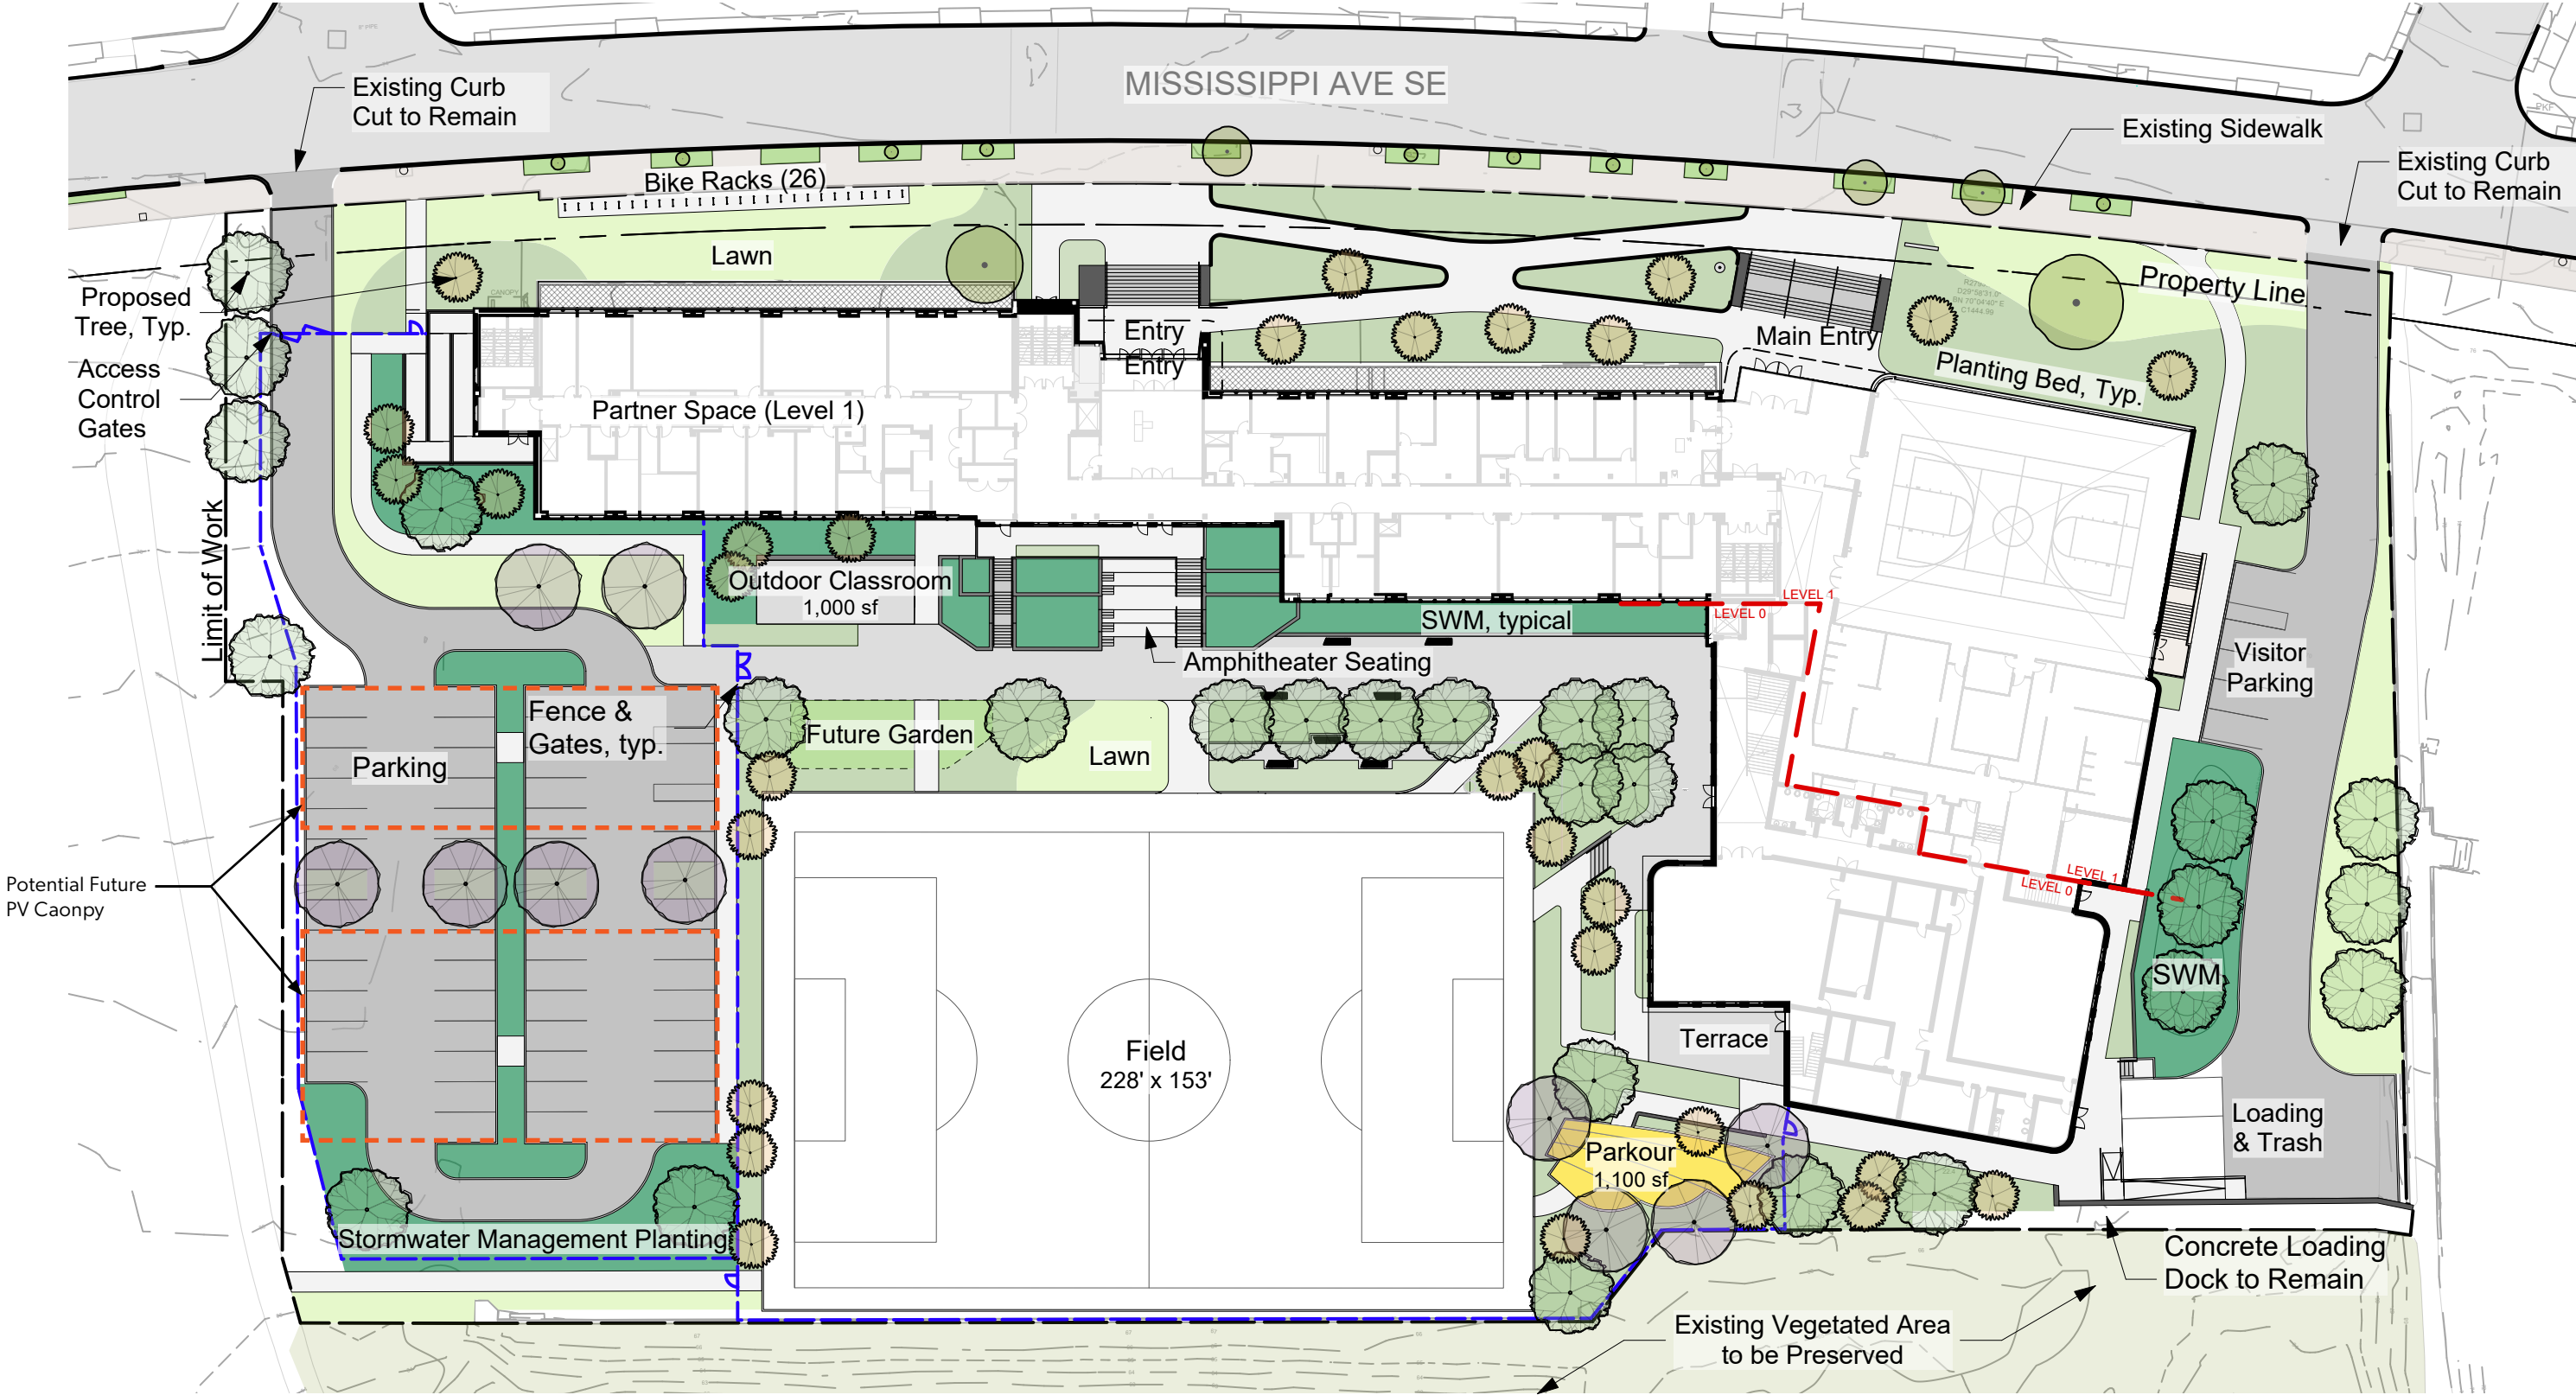 MISSISSIPPI AVE SE
Existing Curb
Cut to Remain
Existing Sidewalk
Existing Curb
Cut to Remain
Bike Racks (26)
Lawn
Property Line
Proposed
Tree, Typ.
CANOPY
Entry
Entry
Main Entry
Planting Bed, Typ.
Access
Control
Gates
Partner Space (Level 1)
Limit of Work
Outdoor Classroom
1,000 sf
SWM, typical
LEVEL 1
LEVEL 0
Amphitheater Seating
Visitor
Parking
Fence &
Gates, typ.
Future Garden
Lawn
Parking
Potential Future
PV Caonpy
LEVEL 1
LEVEL 0
SWM
Field
228' x 153'
Terrace
Parkour
1,100 sf
Loading
& Trash
Stormwater Management Planting
Concrete Loading
Dock to Remain
Existing Vegetated Area
to be Preserved